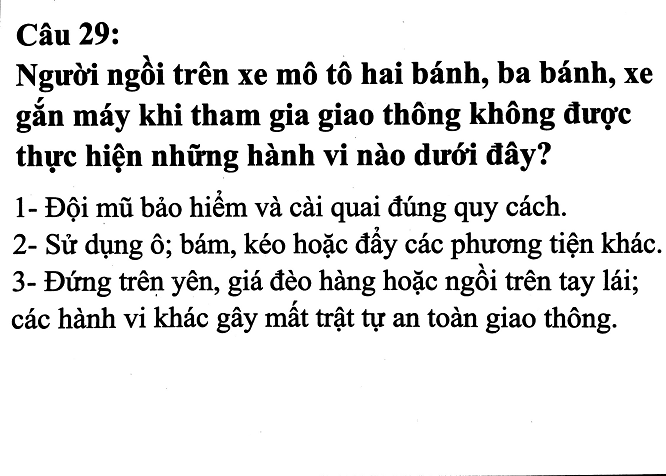 Câu 29:
Người ngồi trên xe mô tô hai bánh, ba bánh, xe
gắn máy khi tham gia giao thông không được
thực hiện những hành vi nào dưới đây?
1- Đội mũ bảo hiểm và cài quai đúng quy cách.
2- Sử dụng ô; bám, kéo hoặc đẩy các phương tiện khác.
3- Đứng trên yên, giá đèo hàng hoặc ngồi trên tay lái;
các hành vi khác gây mất trật tự an toàn giao thông.